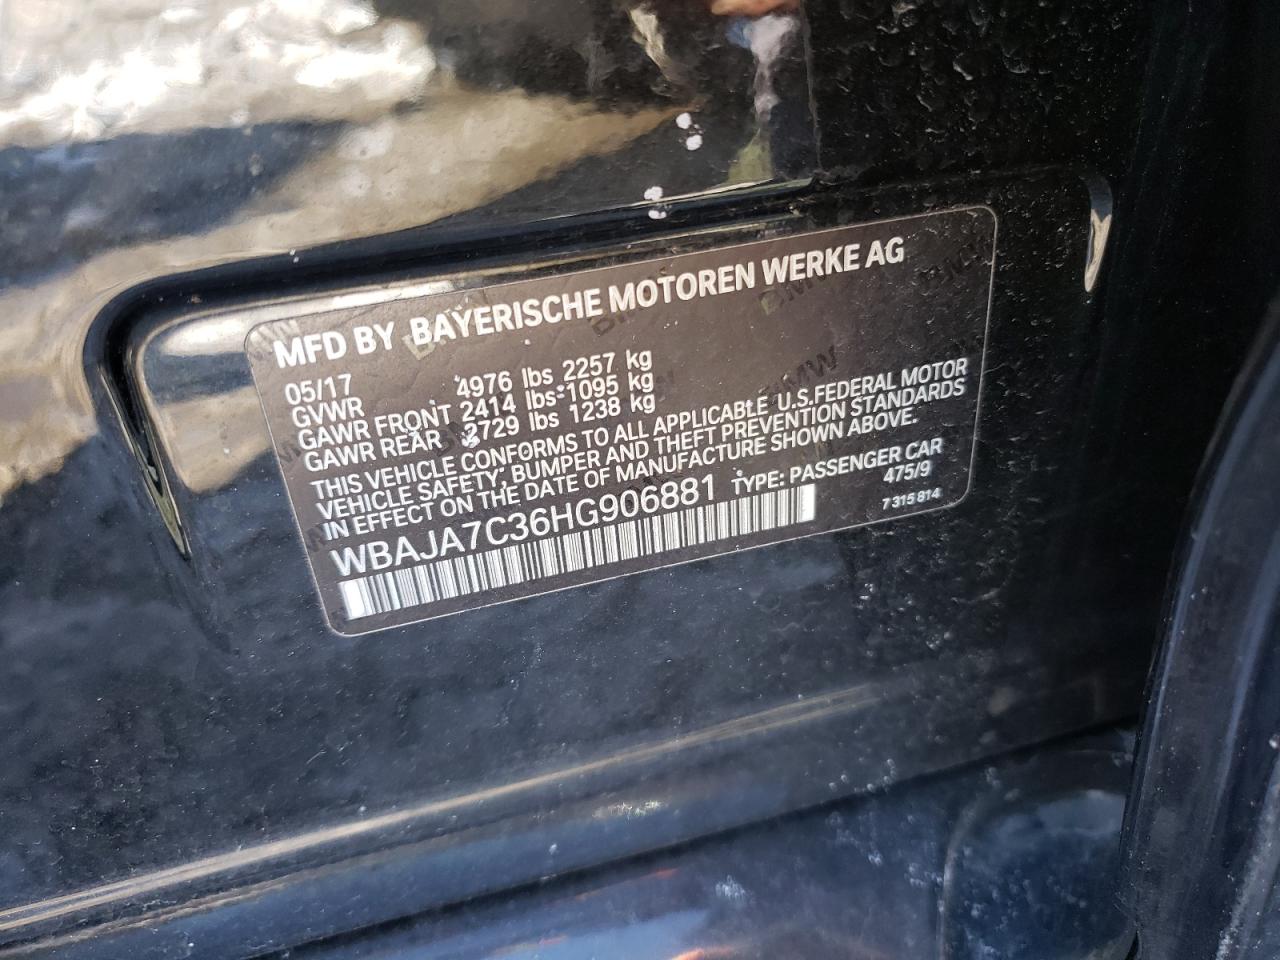 MFD BY BAYERISCHE MOTOREN WERKE AG
05/17
GVWR 4976 lbs 2257 kg
GAWR FRONT 2414 lbs 1095 kg
GAWR REAR 2729 lbs 1238 kg
THIS VEHICLE CONFORMS TO ALL APPLICABLE U.S.FEDERAL MOTOR
VEHICLE SAFETY, BUMPER AND THEFT PREVENTION STANDARDS
IN EFFECT ON THE DATE OF MANUFACTURE SHOWN ABOVE.
WBAJA7C36HG906881 TYPE: PASSENGER CAR
475/9
7 315 814